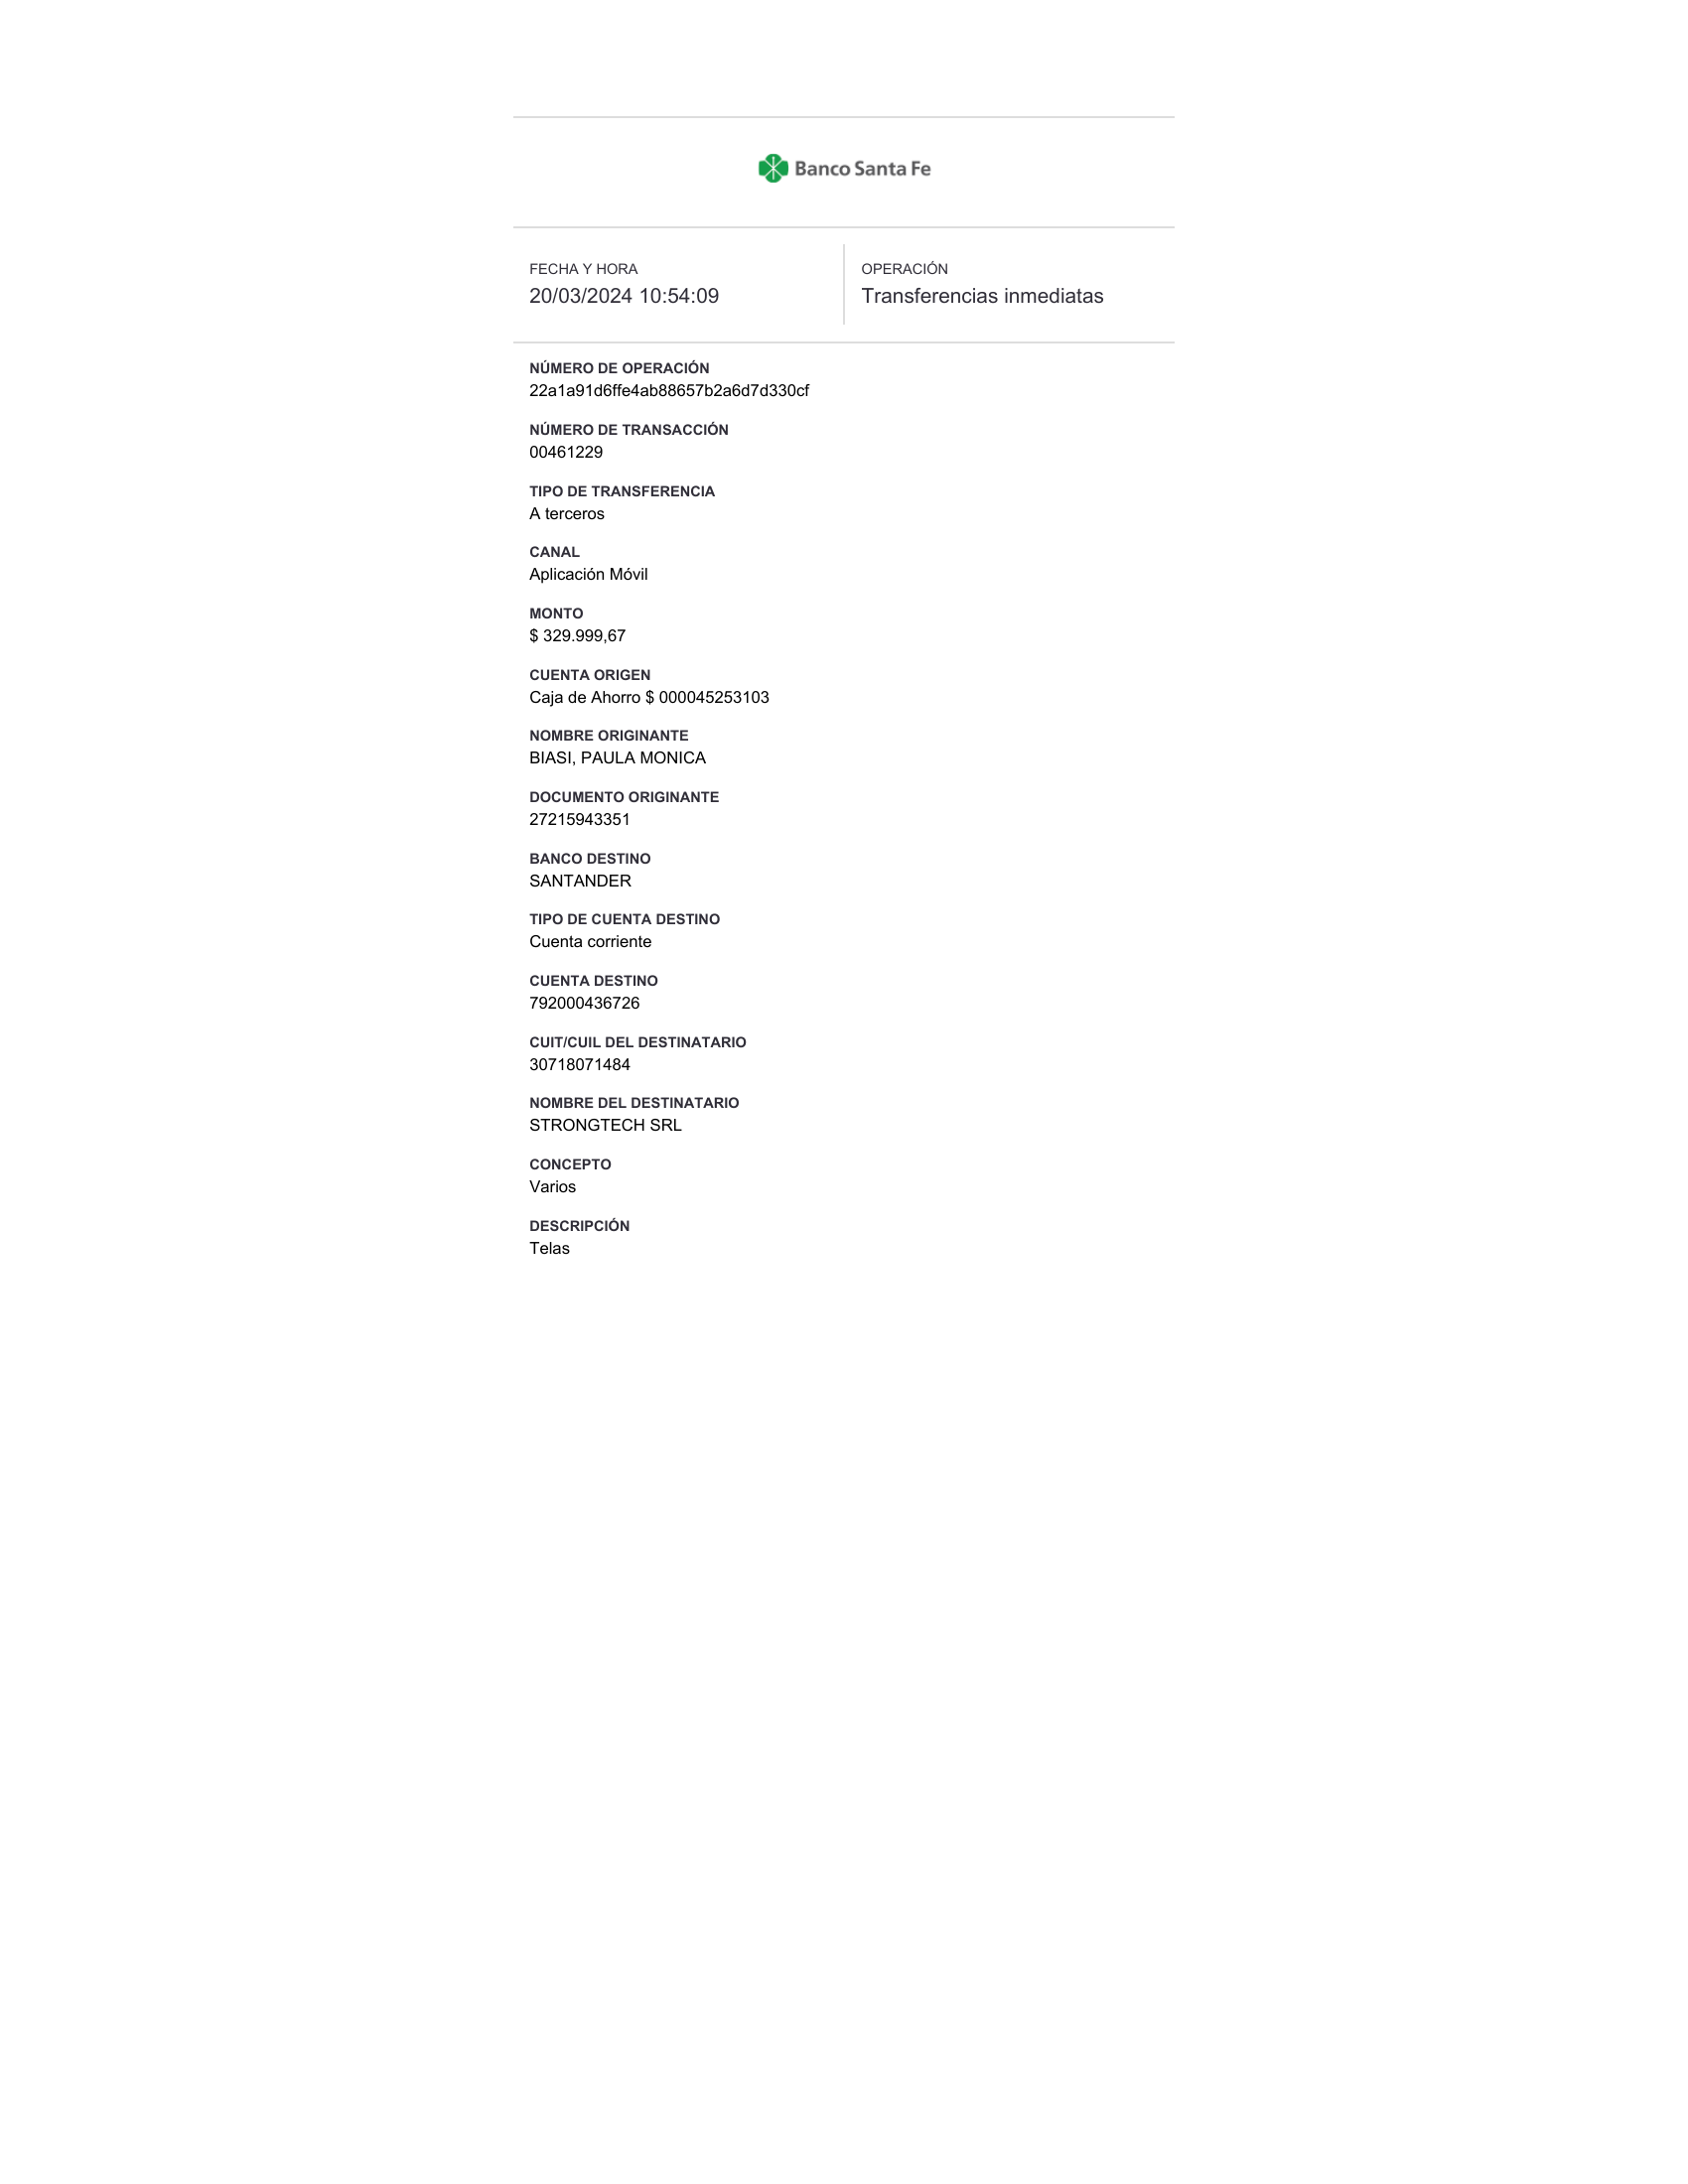 Banco Santa Fe
FECHA Y HORA
20/03/2024 10:54:09
OPERACIÓN
Transferencias inmediatas
NÚMERO DE OPERACIÓN
22a1a91d6ffe4ab88657b2a6d7d330cf
NÚMERO DE TRANSACCIÓN
00461229
TIPO DE TRANSFERENCIA
A terceros
CANAL
Aplicación Móvil
MONTO
$ 329.999,67
CUENTA ORIGEN
Caja de Ahorro $ 000045253103
NOMBRE ORIGINANTE
BIASI, PAULA MONICA
DOCUMENTO ORIGINANTE
27215943351
BANCO DESTINO
SANTANDER
TIPO DE CUENTA DESTINO
Cuenta corriente
CUENTA DESTINO
792000436726
CUIT/CUIL DEL DESTINATARIO
30718071484
NOMBRE DEL DESTINATARIO
STRONGTECH SRL
CONCEPTO
Varios
DESCRIPCIÓN
Telas